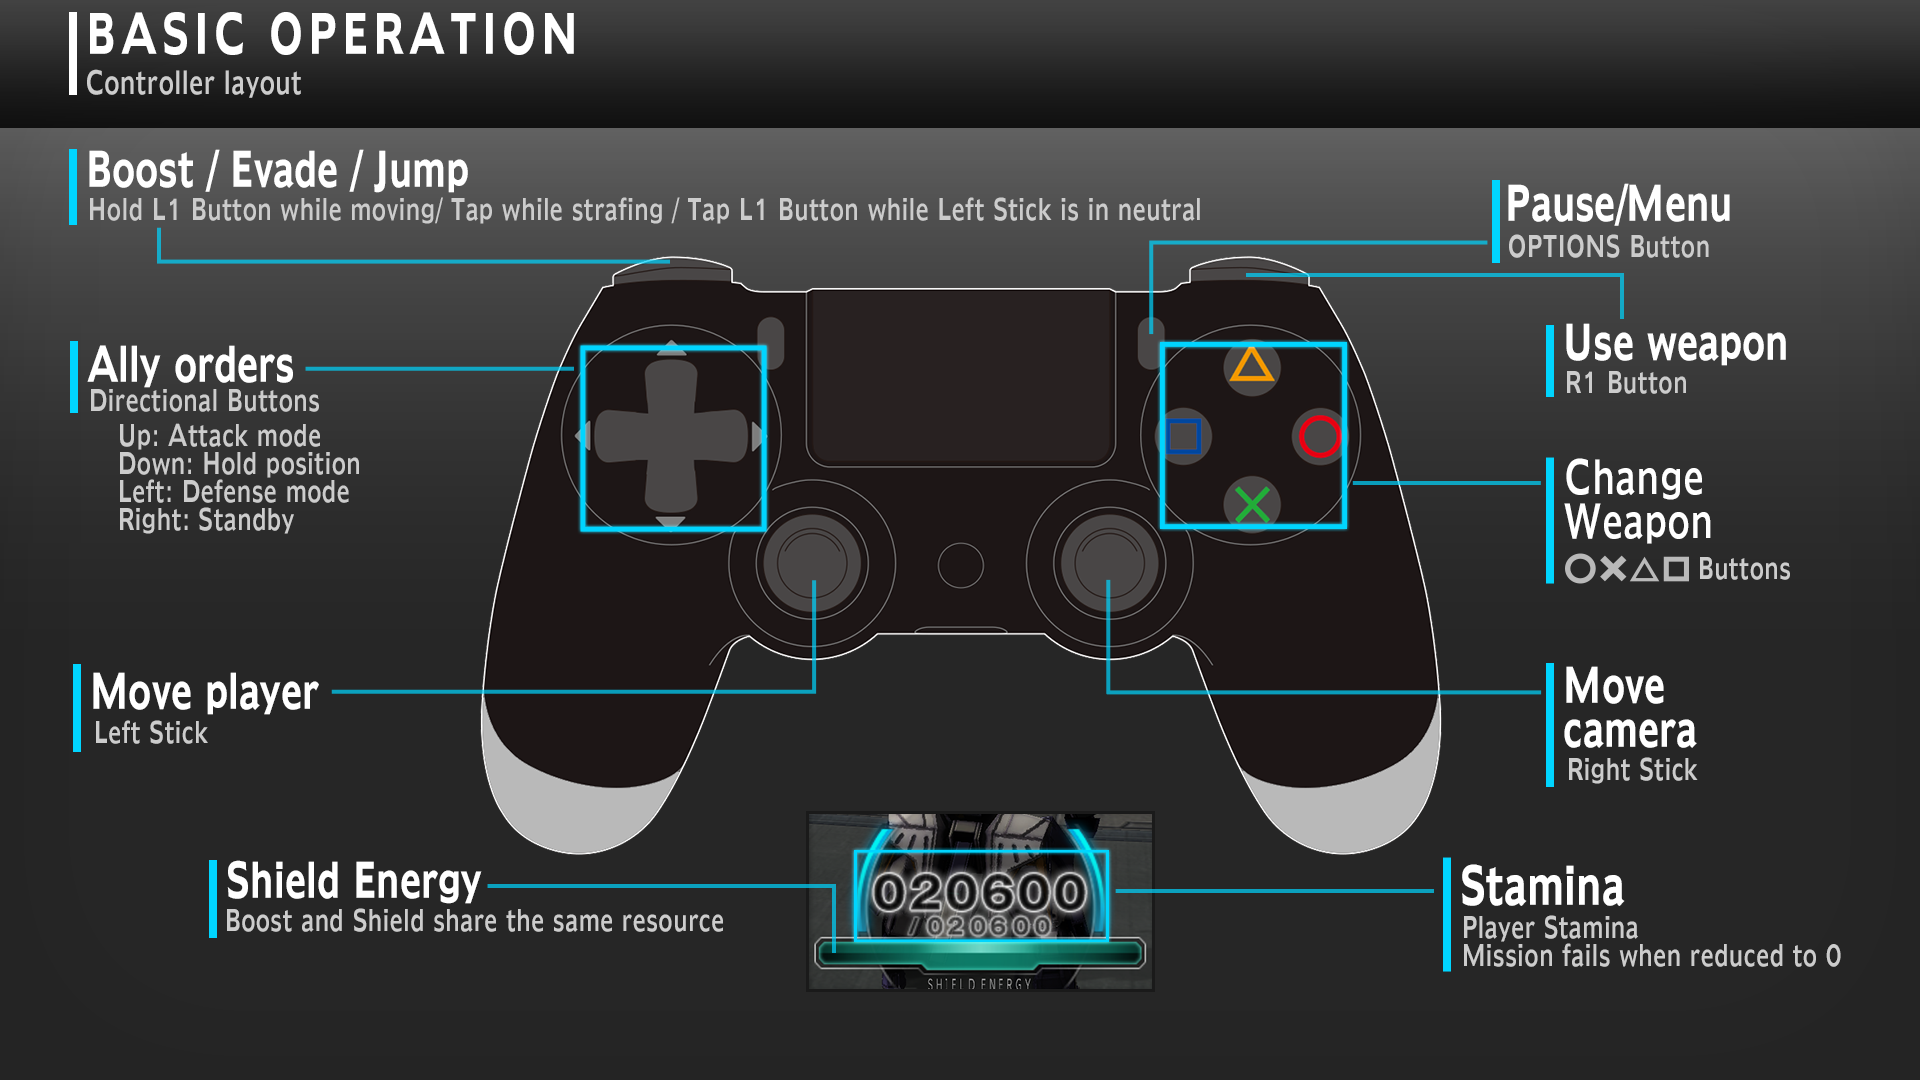 BASIC OPERATION
Controller layout
Boost / Evade / Jump
Hold L1 Button while moving/ Tap while strafing / Tap L1 Button while Left Stick is in neutral
Pause/Menu
OPTIONS Button
Use weapon
R1 Button
Ally orders
Directional Buttons
Up: Attack mode
Down: Hold position
Left: Defense mode
Right: Standby
Change
Weapon
○✕△□ Buttons
Move player
Left Stick
Move
camera
Right Stick
Shield Energy
Boost and Shield share the same resource
020600
/020600
SHIELD ENERGY
Stamina
Player Stamina
Mission fails when reduced to 0